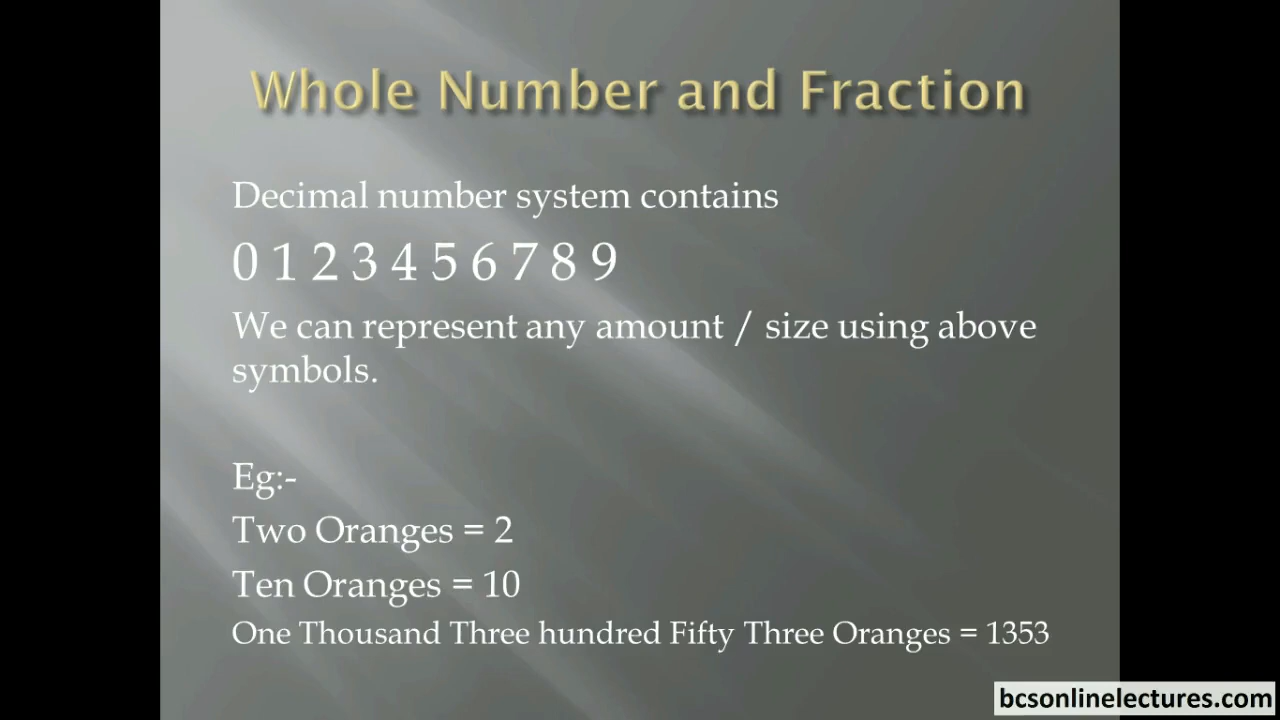 Whole Number and Fraction
Decimal number system contains
0 1 2 3 4 5 6 7 8 9
We can represent any amount / size using above
symbols.
Eg:-
Two Oranges = 2
Ten Oranges = 10
One Thousand Three hundred Fifty Three Oranges = 1353
bcsonlinelectures.com